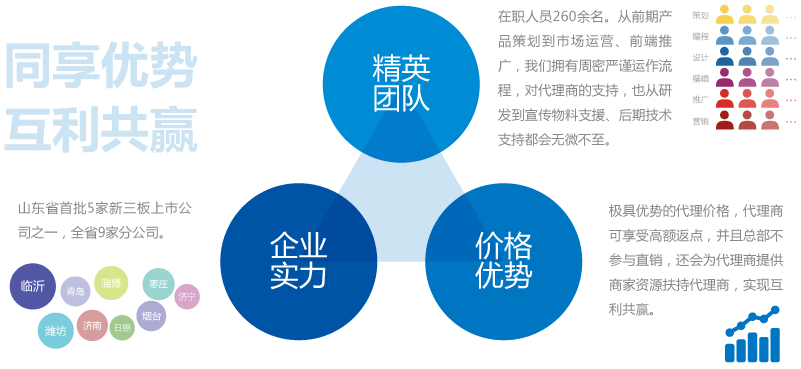 同享优势
互利共赢
精英
团队
在职人员260余名。从前期产
品策划到市场运营、前端推
广，我们拥有周密严谨运作流
程，对代理商的支持，也从研
发到宣传物料支援、后期技术
支持都会无微不至。
策划
编程
设计
编辑
推广
营销
山东省首批5家新三板上市公
司之一，全省9家分公司。
临沂
青岛
淄博
枣庄
济宁
潍坊
济南
日照
烟台
企业
实力
价格
优势
极具优势的代理价格，代理商
可享受高额返点，并且总部不
参与直销，还会为代理商提供
商家资源扶持代理商，实现互
利共赢。